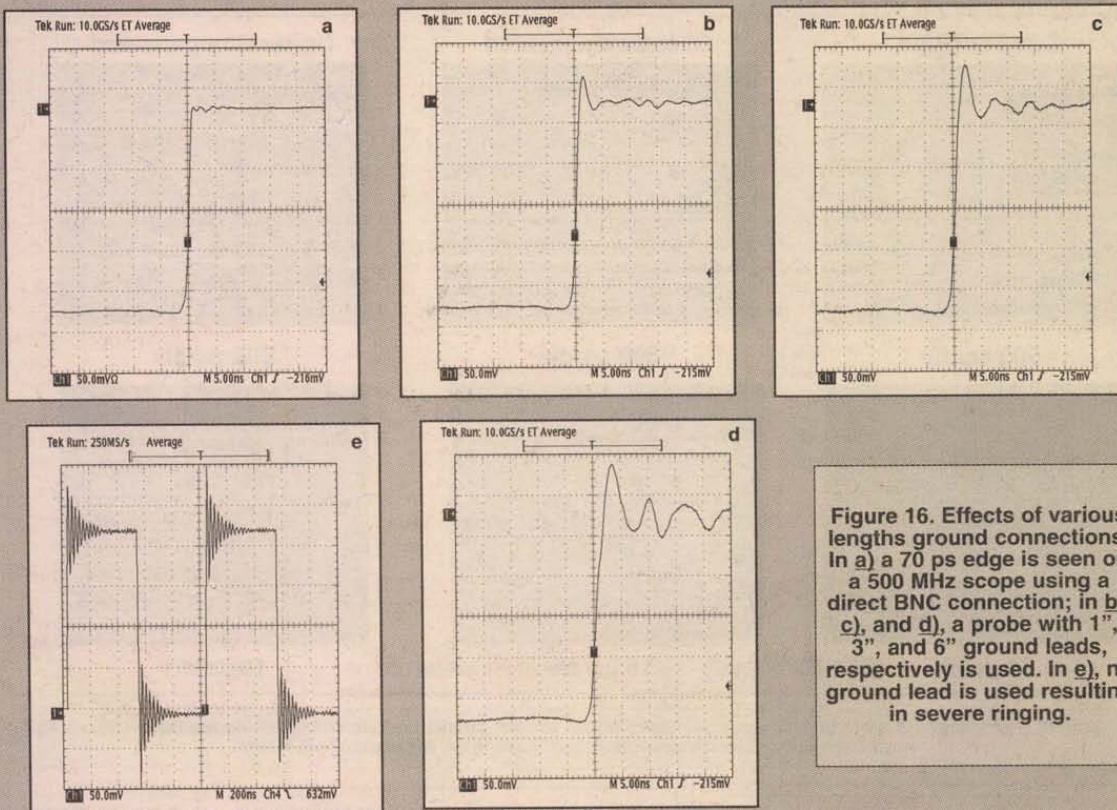 Tek Run: 10.0GS/s ET Average
a
Ch1 50.0mVΩ M 5.00ns Ch1 -216mV
Tek Run: 10.0GS/s ET Average
b
Ch1 50.0mV M 5.00ns Ch1 -215mV
Tek Run: 10.0GS/s ET Average
c
Ch1 50.0mV M 5.00ns Ch1 -215mV
Tek Run: 250MS/s Average
e
Ch1 50.0mV M 200ns Ch4 632mV
Tek Run: 10.0GS/s ET Average
d
Ch1 50.0mV M 5.00ns Ch1 -215mV
Figure 16. Effects of various
lengths ground connections
In a) a 70 ps edge is seen
a 500 MHz scope using a
direct BNC connection; in b
c), and d), a probe with 1”,
3”, and 6” ground leads,
respectively is used. In e),
ground lead is used
in severe ringing.